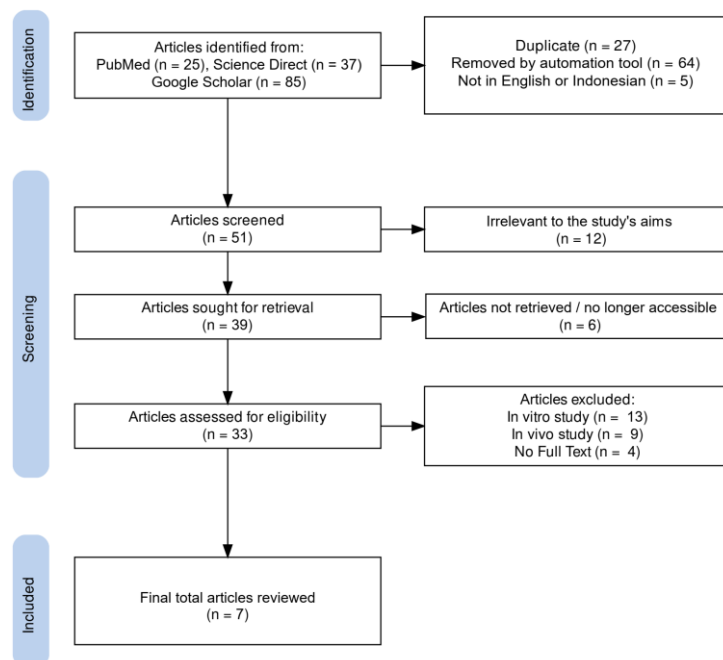 Identification
Articles identified from:
PubMed (n = 25), Science Direct (n = 37)
Google Scholar (n = 85)
Duplicate (n = 27)
Removed by automation tool (n = 64)
Not in English or Indonesian (n = 5)
Screening
Articles screened
(n = 51)
Irrelevant to the study's aims
(n = 12)
Articles sought for retrieval
(n = 39)
Articles not retrieved / no longer accessible
(n = 6)
Articles assessed for eligibility
(n = 33)
Articles excluded:
In vitro study (n = 13)
In vivo study (n = 9)
No Full Text (n = 4)
Included
Final total articles reviewed
(n = 7)